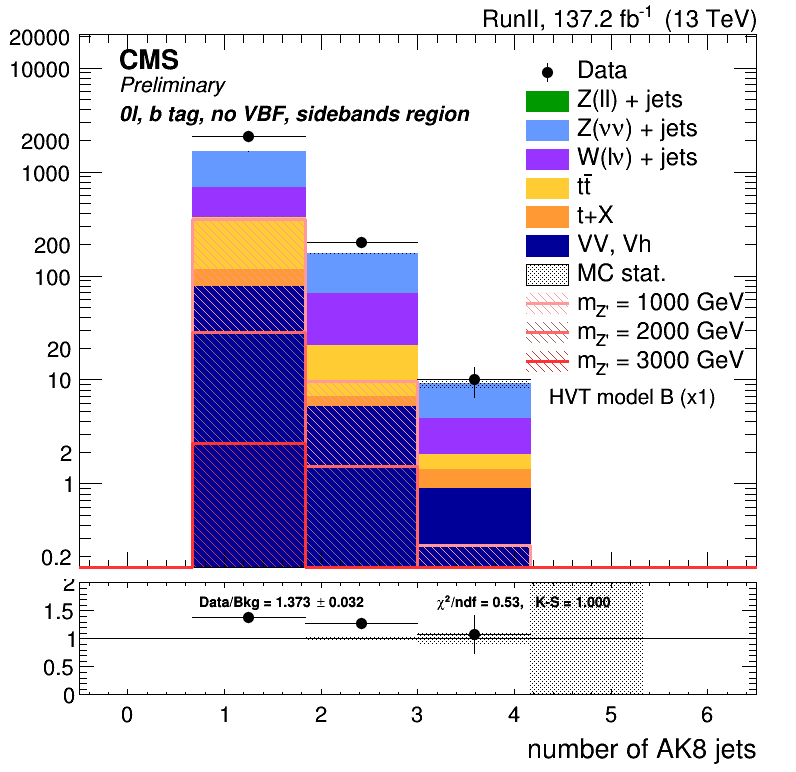 RunII, 137.2 fb⁻¹ (13 TeV)
CMS
Preliminary
0l, b tag, no VBF, sidebands region
Data
Z(ll) + jets
Z(νν) + jets
W(lν) + jets
tt̄
t+X
VV, Vh
MC stat.
m_Z' = 1000 GeV
m_Z' = 2000 GeV
m_Z' = 3000 GeV
HVT model B (x1)
20000
10000
2000
1000
200
100
20
10
2
1
0.2
Data/Bkg = 1.373 ± 0.032
χ²/ndf = 0.53, K-S = 1.000
2
1.5
1
0.5
0
0 1 2 3 4 5 6
number of AK8 jets